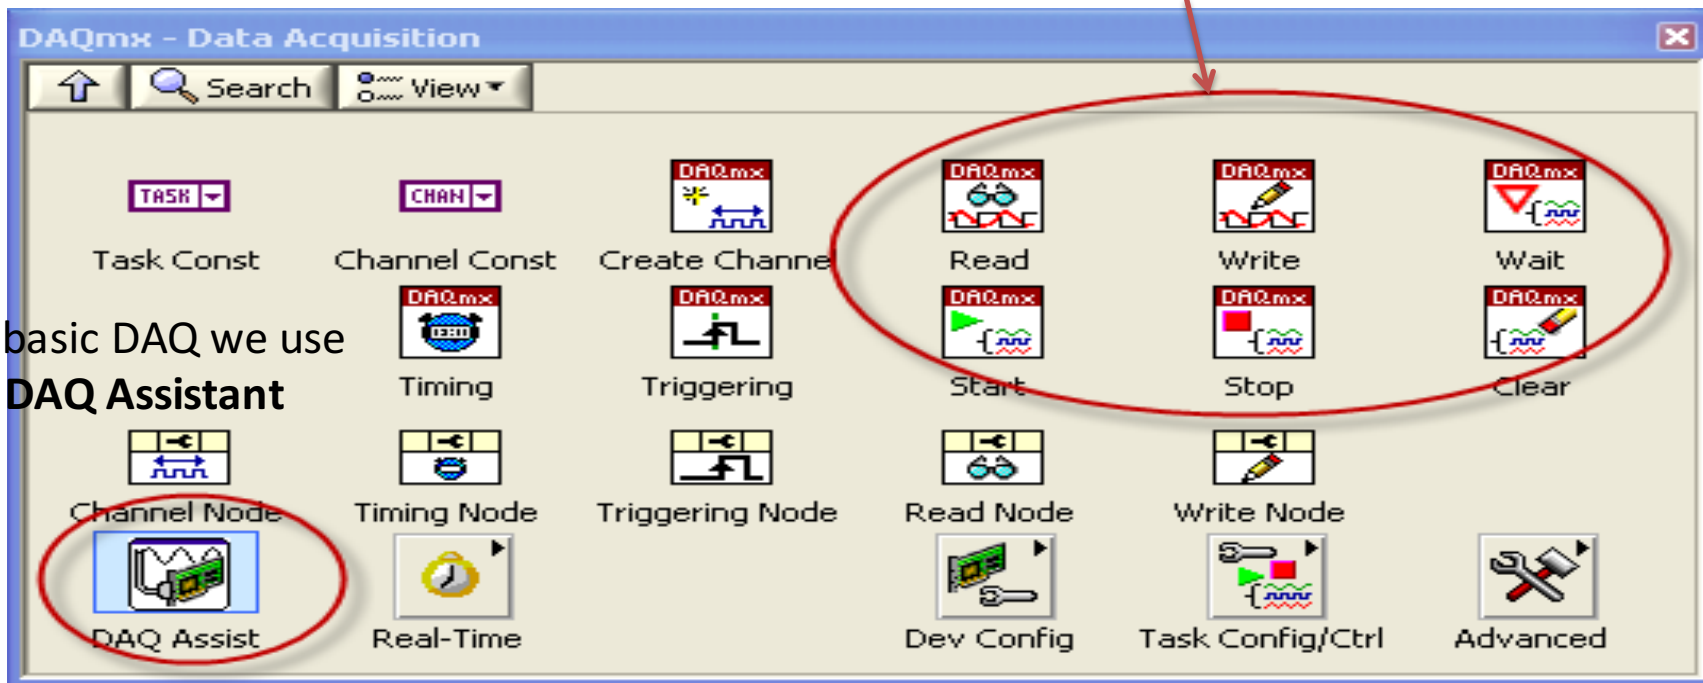 DAQmx - Data Acquisition
Search View
TASK CHAN DAQmx DAQmx DAQmx DAQmx
Task Const Channel Const Create Channe Read Write Wait
DAQmx DAQmx DAQmx DAQmx DAQmx
basic DAQ we use
DAQ Assistant
Timing Triggering Start Stop Clear
Channel Node Timing Node Triggering Node Read Node Write Node
DAQ Assist Real-Time Dev Config Task Config/Ctrl Advanced